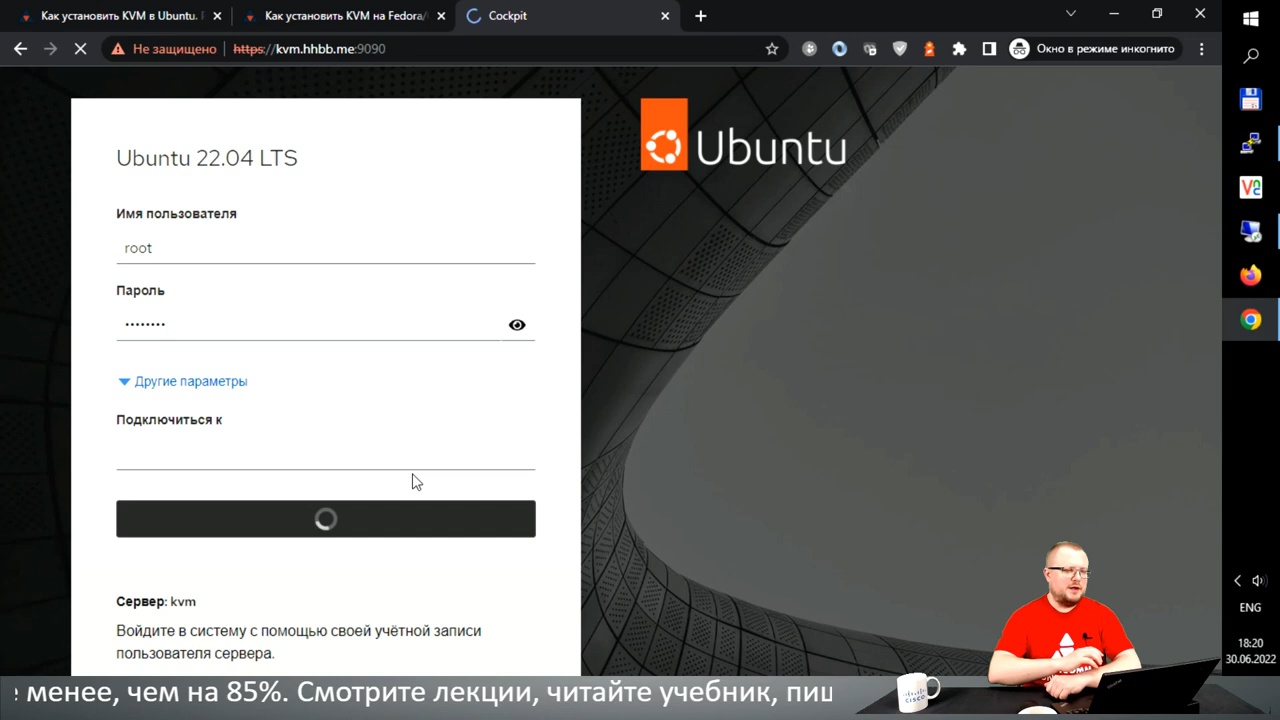 Как установить KVM в Ubuntu.
Как установить KVM на Fedora/
Cockpit
Не защищено
https://kvm.hhbb.me:9090
Окно в режиме инкогнито
Ubuntu 22.04 LTS
Ubuntu
Имя пользователя
root
Пароль
••••••••
Другие параметры
Подключиться к
Сервер: kvm
Войдите в систему с помощью своей учётной записи
пользователя сервера.
ENG
18:20
30.06.2022
менее, чем на 85%. Смотрите лекции, читайте учебник, пиш
CISCO